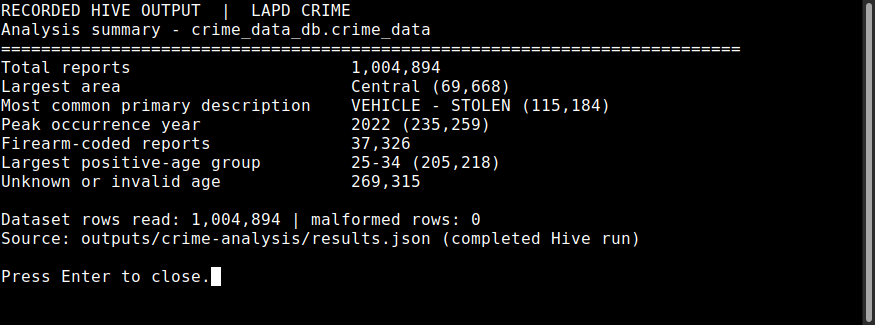 RECORDED HIVE OUTPUT  |  LAPD CRIME
Analysis summary - crime_data_db.crime_data
==========================================================================
Total reports                      1,004,894
Largest area                       Central (69,668)
Most common primary description    VEHICLE - STOLEN (115,184)
Peak occurrence year               2022 (235,259)
Firearm-coded reports              37,326
Largest positive-age group         25-34 (205,218)
Unknown or invalid age             269,315
Dataset rows read: 1,004,894 | malformed rows: 0
Source: outputs/crime-analysis/results.json (completed Hive run)
Press Enter to close.